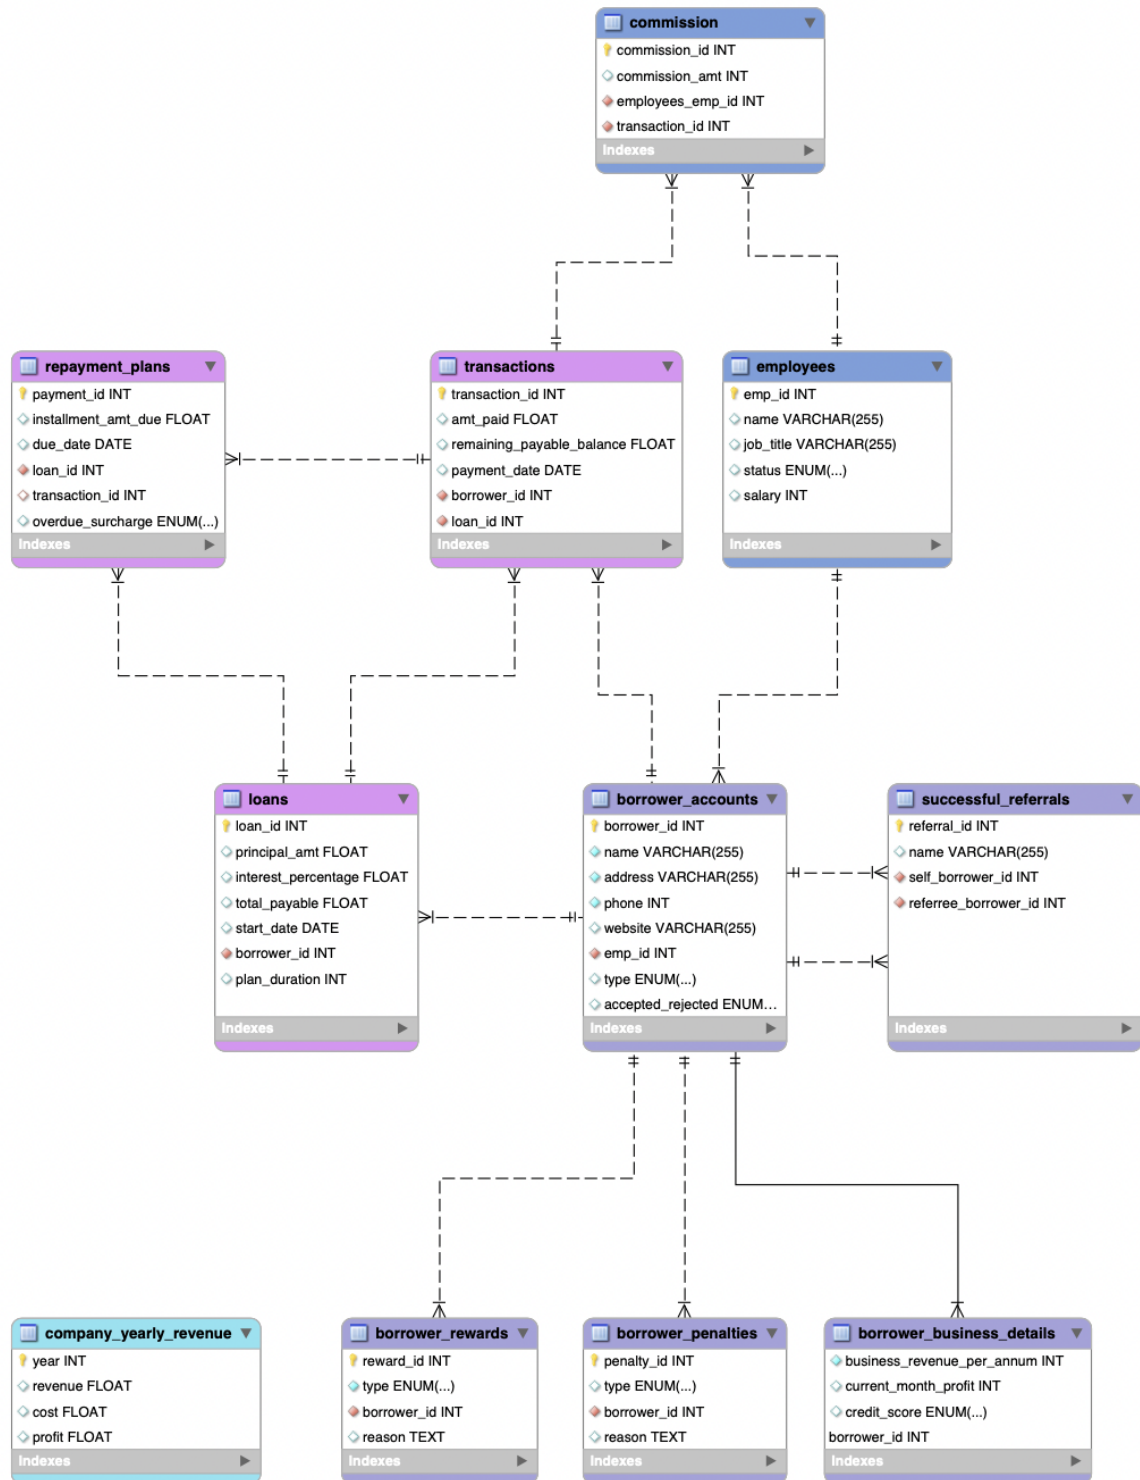 commission
commission_id INT
commission_amt INT
employees_emp_id INT
transaction_id INT
Indexes
repayment_plans
payment_id INT
installment_amt_due FLOAT
due_date DATE
loan_id INT
transaction_id INT
overdue_surcharge ENUM(...)
Indexes
transactions
transaction_id INT
amt_paid FLOAT
remaining_payable_balance FLOAT
payment_date DATE
borrower_id INT
loan_id INT
Indexes
employees
emp_id INT
name VARCHAR(255)
job_title VARCHAR(255)
status ENUM(...)
salary INT
Indexes
loans
loan_id INT
principal_amt FLOAT
interest_percentage FLOAT
total_payable FLOAT
start_date DATE
borrower_id INT
plan_duration INT
Indexes
borrower_accounts
borrower_id INT
name VARCHAR(255)
address VARCHAR(255)
phone INT
website VARCHAR(255)
emp_id INT
type ENUM(...)
accepted_rejected ENUM...
Indexes
successful_referrals
referral_id INT
name VARCHAR(255)
self_borrower_id INT
referree_borrower_id INT
Indexes
company_yearly_revenue
year INT
revenue FLOAT
cost FLOAT
profit FLOAT
Indexes
borrower_rewards
reward_id INT
type ENUM(...)
borrower_id INT
reason TEXT
Indexes
borrower_penalties
penalty_id INT
type ENUM(...)
borrower_id INT
reason TEXT
Indexes
borrower_business_details
business_revenue_per_annum INT
current_month_profit INT
credit_score ENUM(...)
borrower_id INT
Indexes